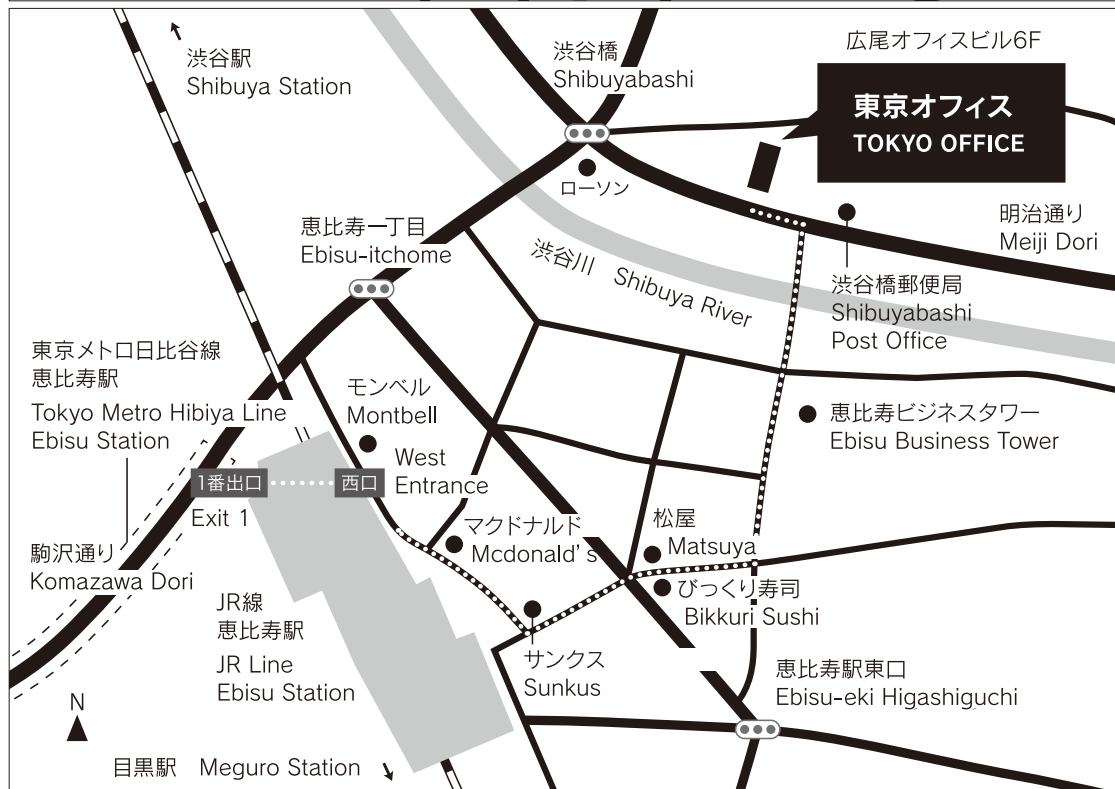 広尾オフィスビル6F
東京オフィス
TOKYO OFFICE
渋谷駅
Shibuya Station
渋谷橋
Shibuyabashi
ローソン
明治通り
Meiji Dori
恵比寿一丁目
Ebisu-itchome
渋谷川 Shibuya River
渋谷橋郵便局
Shibuyabashi
Post Office
東京メトロ日比谷線
恵比寿駅
Tokyo Metro Hibiya Line
Ebisu Station
モンベル
Montbell
恵比寿ビジネスタワー
Ebisu Business Tower
1番出口
西口
West
Entrance
Exit 1
マクドナルド
Mcdonald's
松屋
Matsuya
駒沢通り
Komazawa Dori
びっくり寿司
Bikkuri Sushi
JR線
恵比寿駅
JR Line
Ebisu Station
サンクス
Sunkus
恵比寿駅東口
Ebisu-eki Higashiguchi
N
目黒駅 Meguro Station